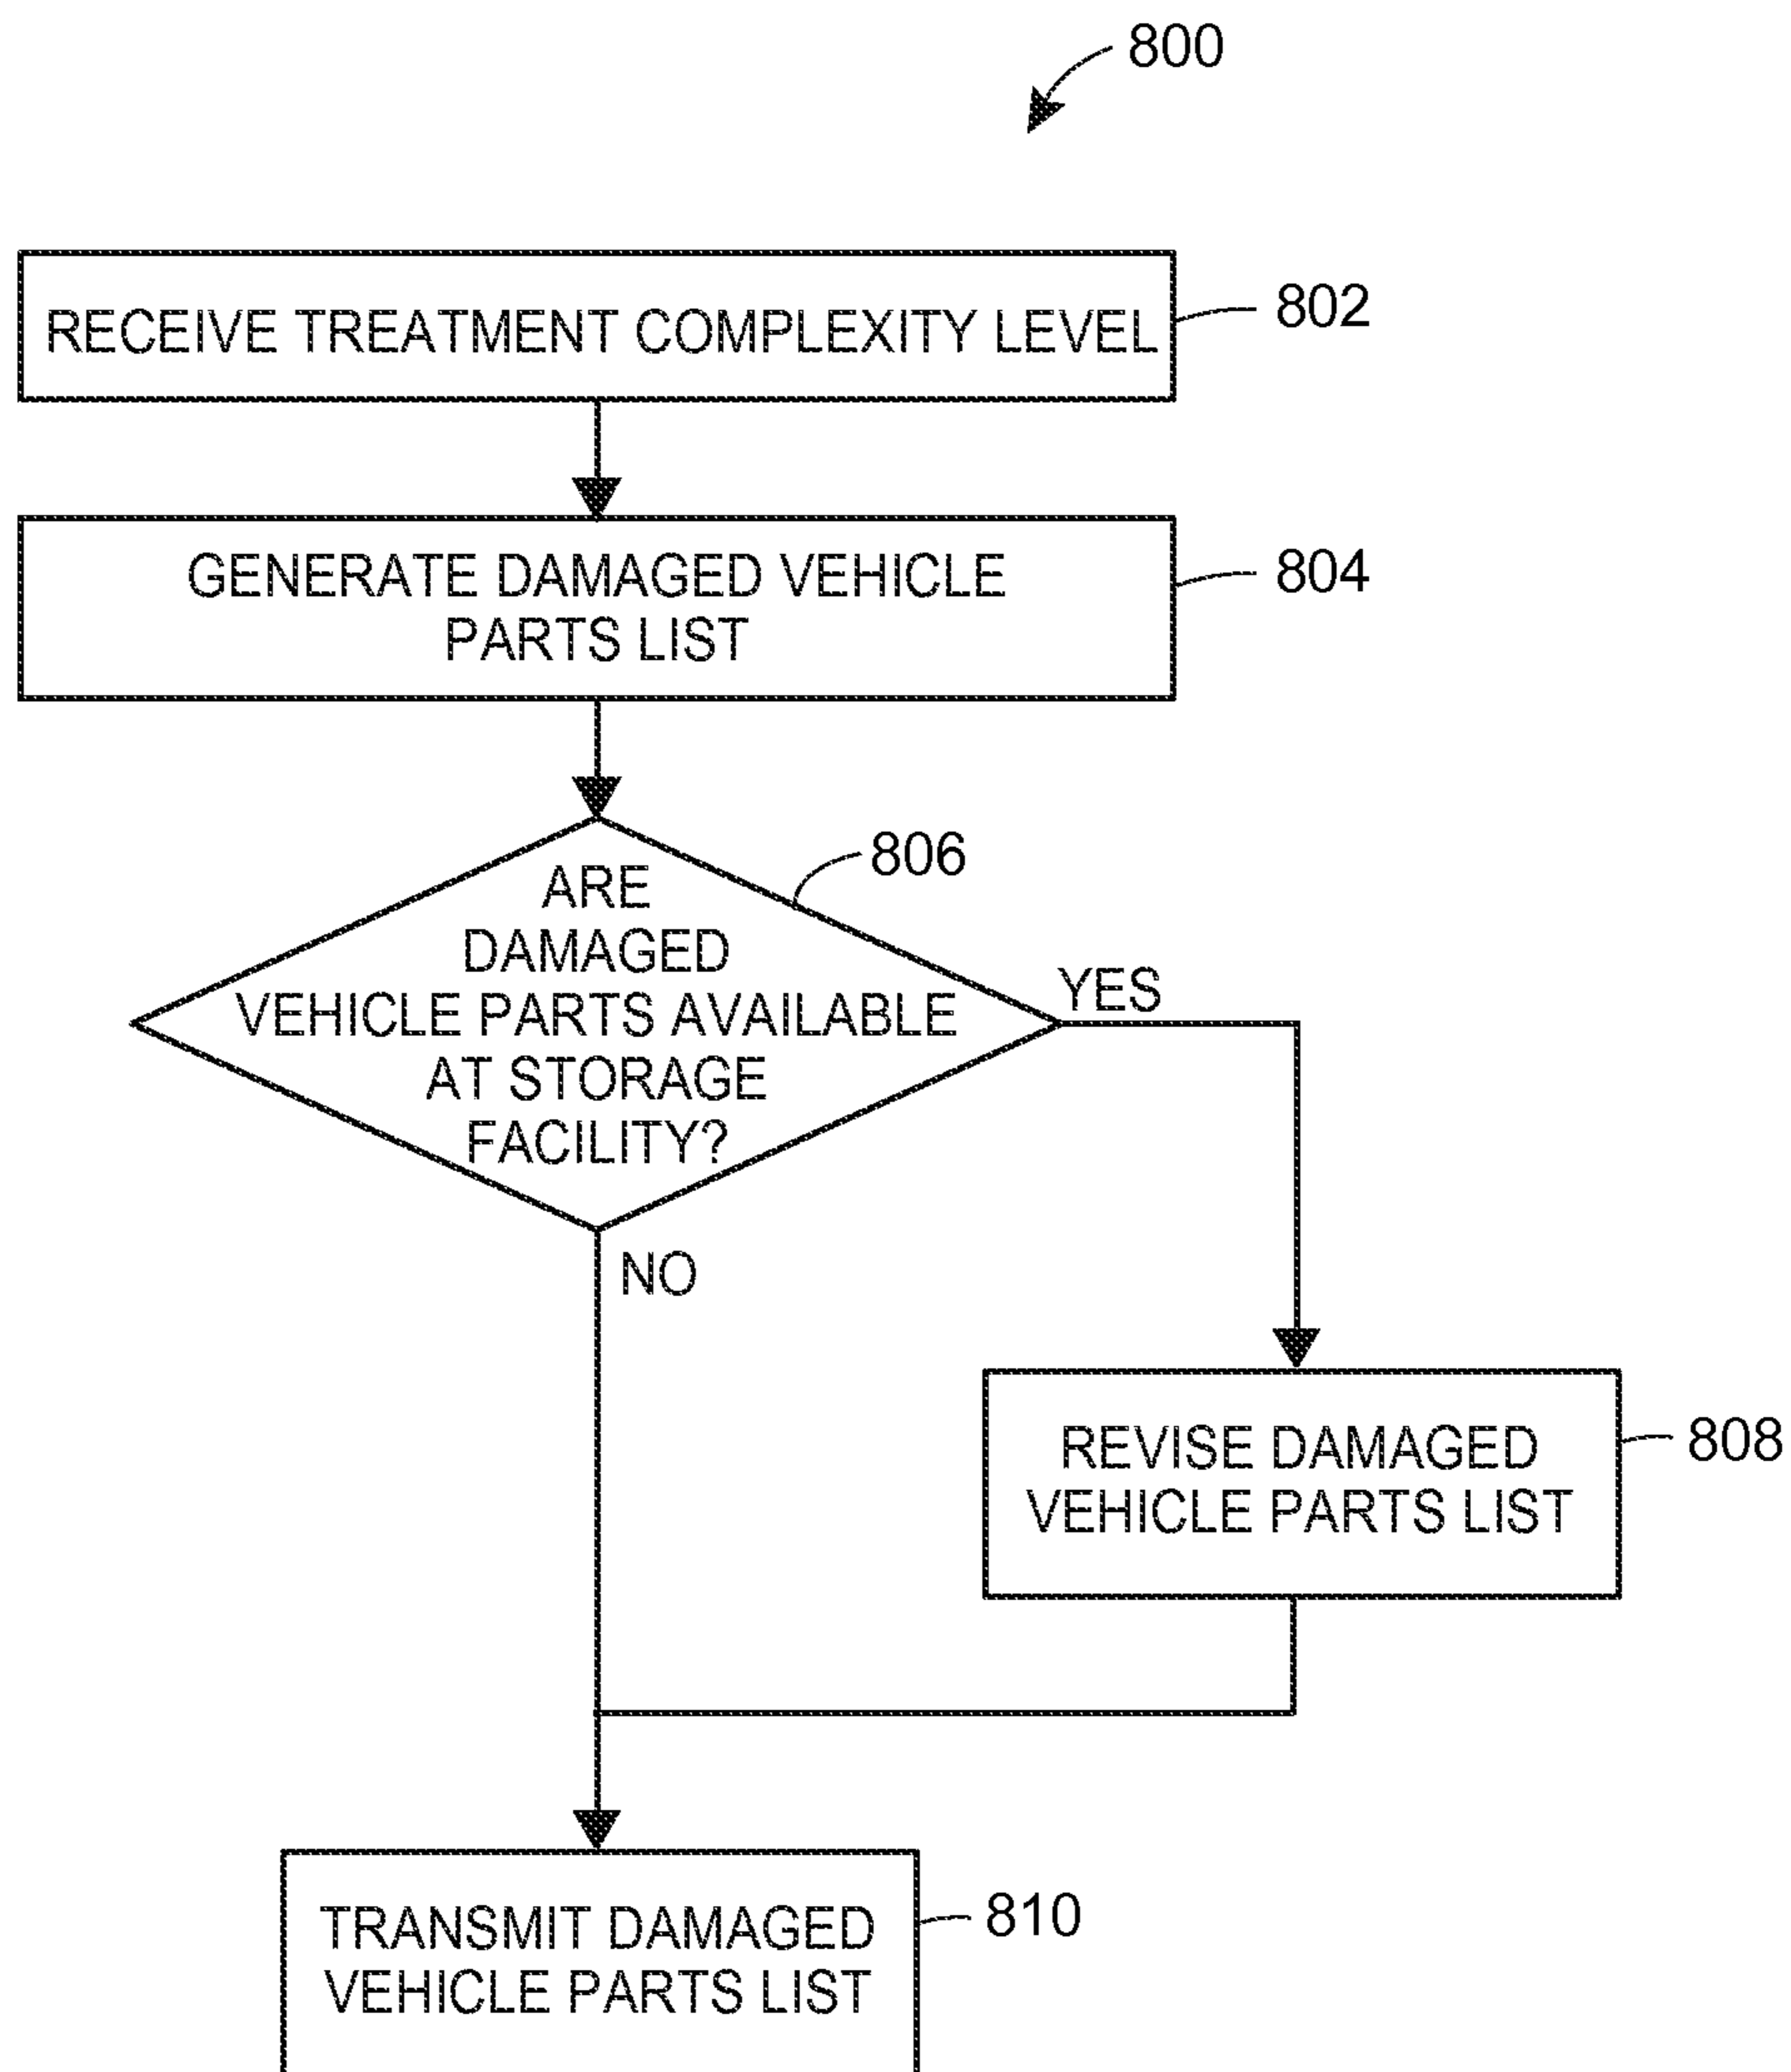 800
RECEIVE TREATMENT COMPLEXITY LEVEL
802
GENERATE DAMAGED VEHICLE
PARTS LIST
804
806
ARE
DAMAGED
VEHICLE PARTS AVAILABLE
AT STORAGE
FACILITY?
YES
NO
REVISE DAMAGED
VEHICLE PARTS LIST
808
TRANSMIT DAMAGED
VEHICLE PARTS LIST
810